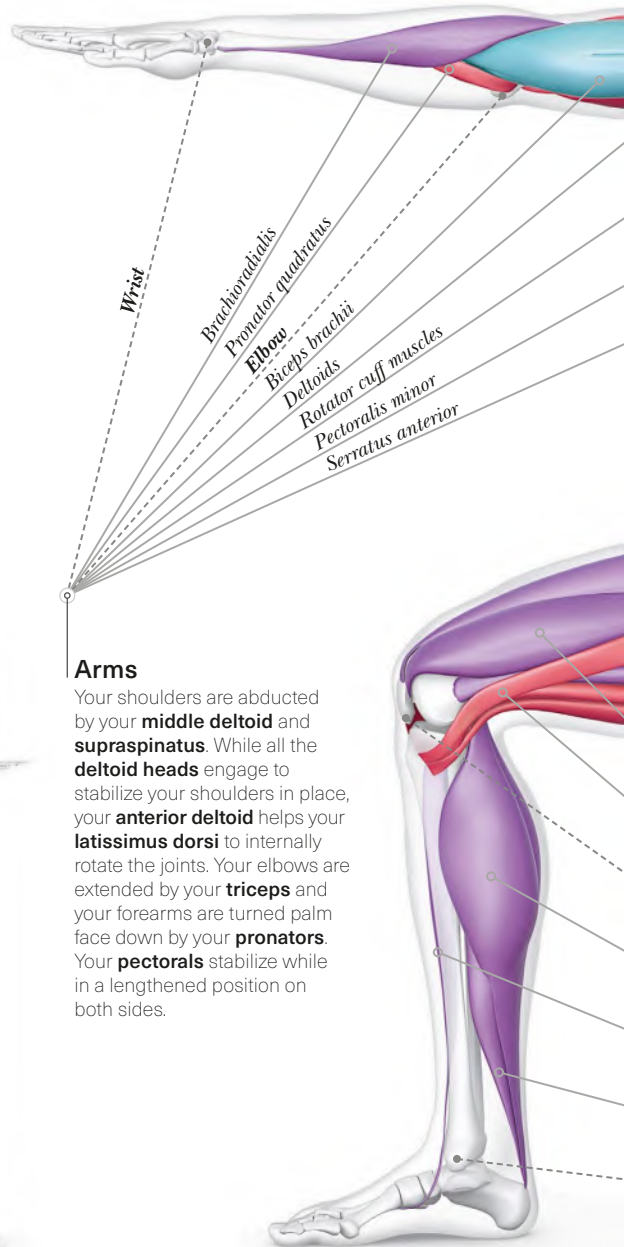 Wrist
Brachioradialis
Pronator quadratus
Elbow
Biceps brachii
Deltoids
Rotator cuff muscles
Pectoralis minor
Serratus anterior
Arms
Your shoulders are abducted
by your middle deltoid and
supraspinatus. While all the
deltoid heads engage to
stabilize your shoulders in place,
your anterior deltoid helps your
latissimus dorsi to internally
rotate the joints. Your elbows are
extended by your triceps and
your forearms are turned palm
face down by your pronators.
Your pectorals stabilize while
in a lengthened position on
both sides.